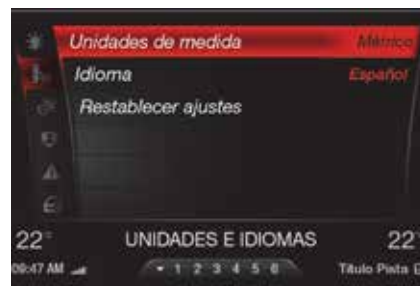 Unidades de medida Métrico
Idioma Español
Restablecer ajustes
22° UNIDADES E IDIOMAS 22°
09:47 AM 1 2 3 4 5 6 Título Pista